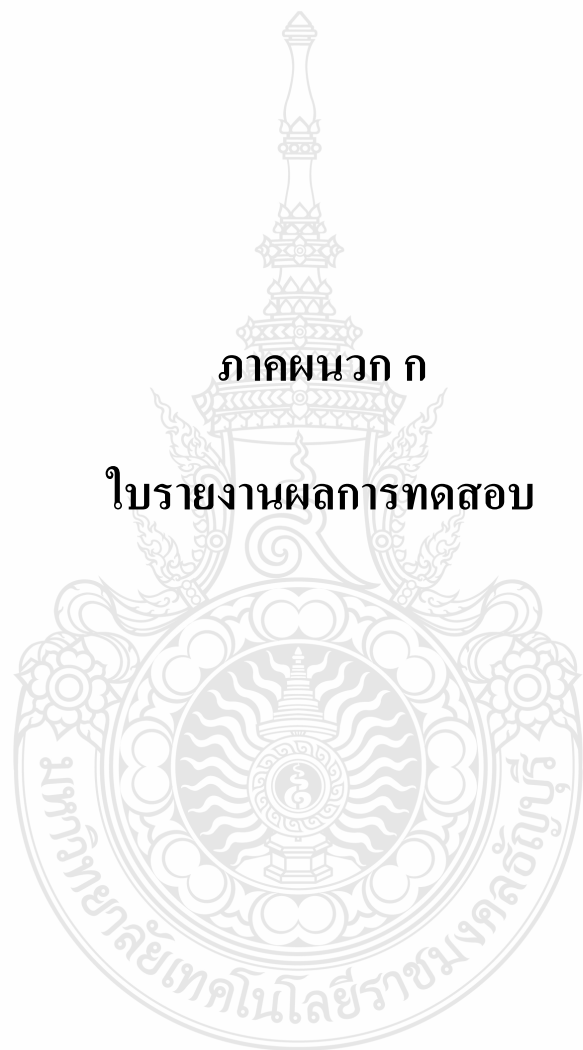 ภาคผนวก ก
ใบรายงานผลการทดสอบ
มหาวิทยาลัยเทคโนโลยีราชมงคลธัญบุรี